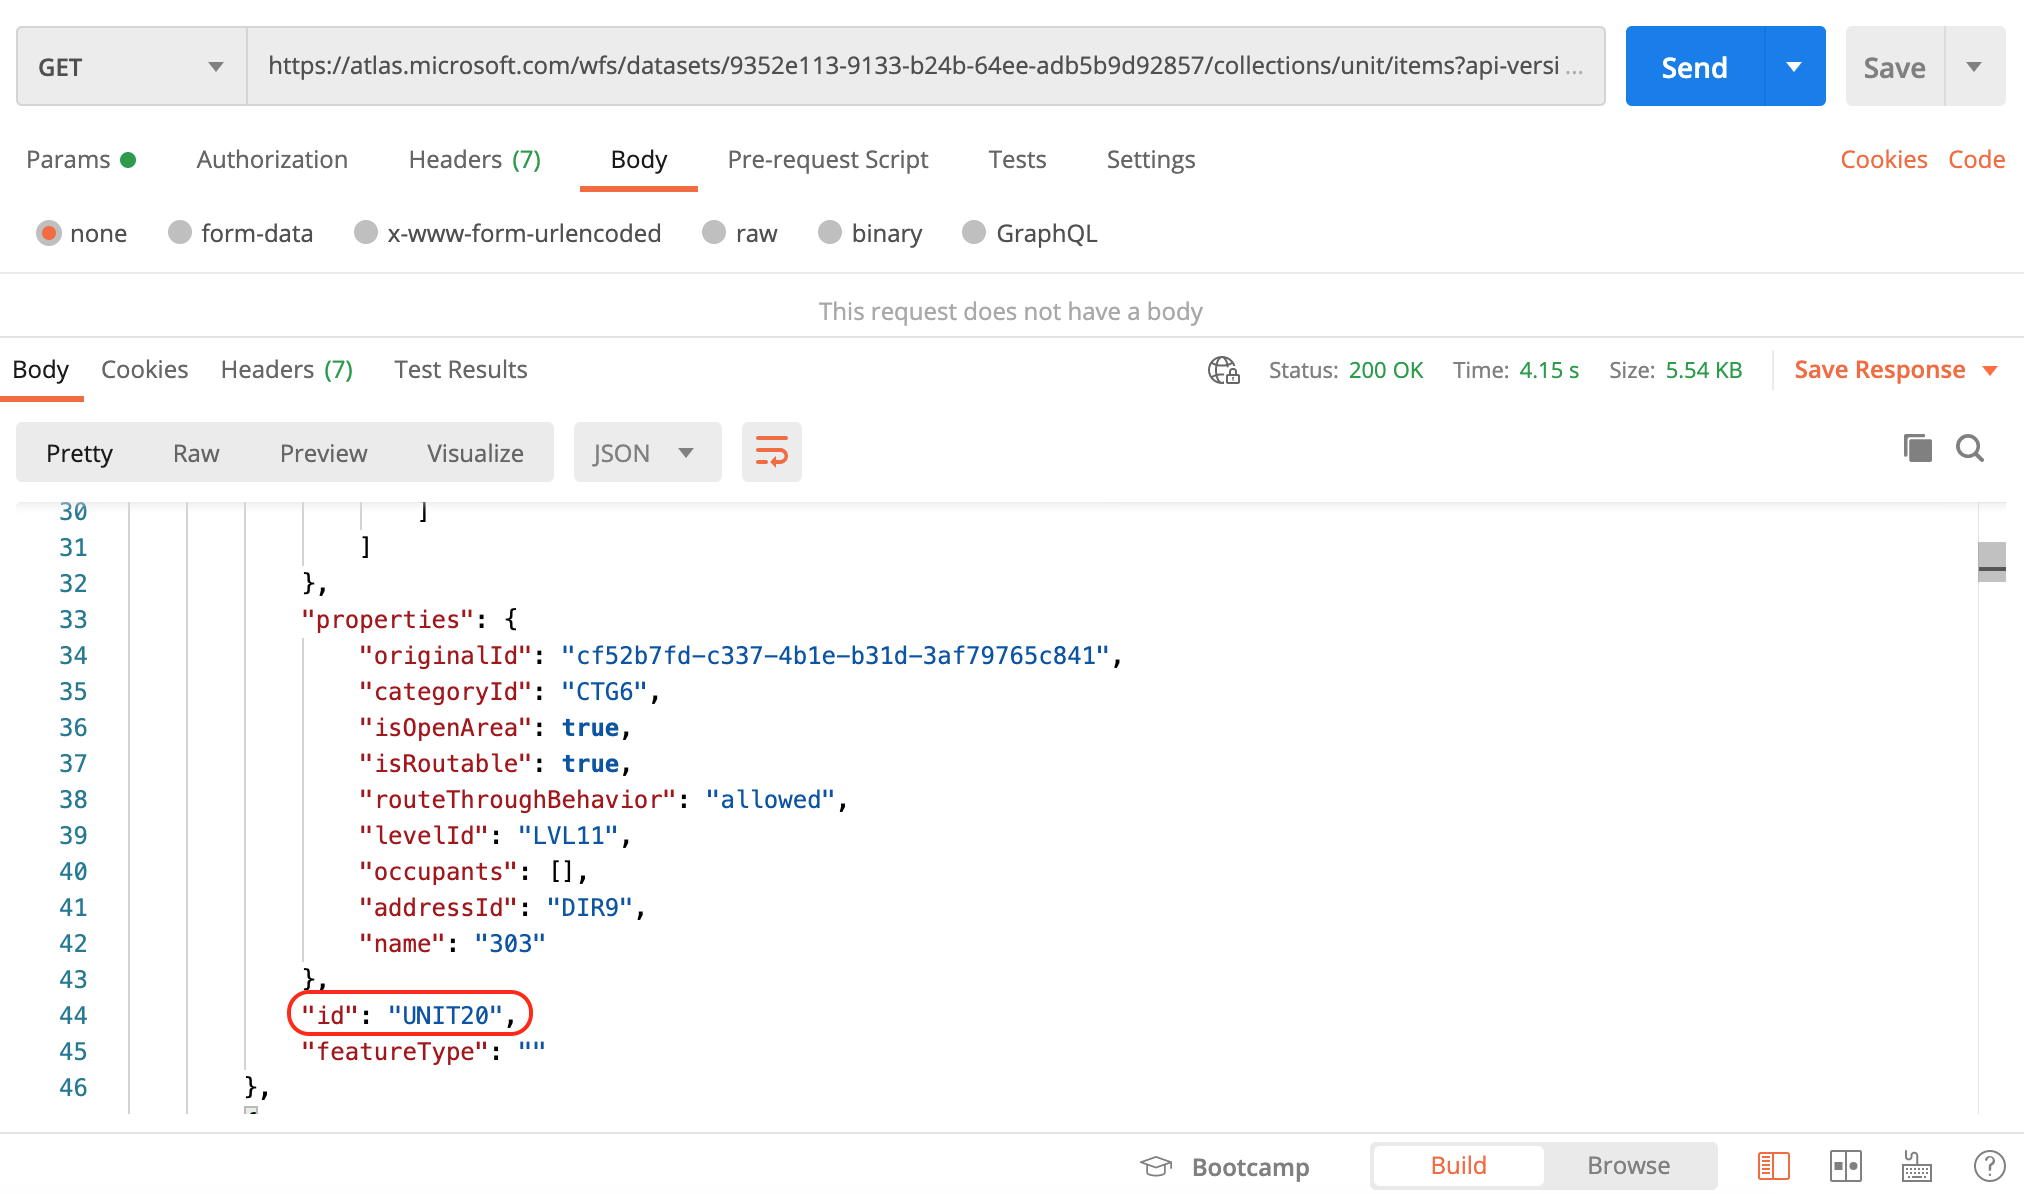 GET https://atlas.microsoft.com/wfs/datasets/9352e113-9133-b24b-64ee-adb5b9d92857/collections/unit/items?api-versi ... Send Save
Params Authorization Headers (7) Body Pre-request Script Tests Settings Cookies Code
none form-data x-www-form-urlencoded raw binary GraphQL
This request does not have a body
Body Cookies Headers (7) Test Results Status: 200 OK Time: 4.15 s Size: 5.54 KB Save Response
Pretty Raw Preview Visualize JSON
30 ]
31 ]
32 },
33 "properties": {
34 "originalId": "cf52b7fd-c337-4b1e-b31d-3af79765c841",
35 "categoryId": "CTG6",
36 "isOpenArea": true,
37 "isRoutable": true,
38 "routeThroughBehavior": "allowed",
39 "levelId": "LVL11",
40 "occupants": [],
41 "addressId": "DIR9",
42 "name": "303"
43 },
44 "id": "UNIT20",
45 "featureType": ""
46 },
Bootcamp Build Browse